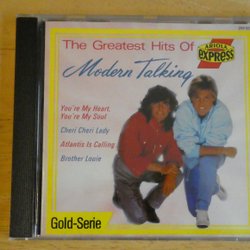 The Greatest Hits Of
ARIOLA
express
Modern Talking
You're My Heart,
You're My Soul
Cheri Cheri Lady
Atlantis Is Calling
Brother Louie
Gold-Serie